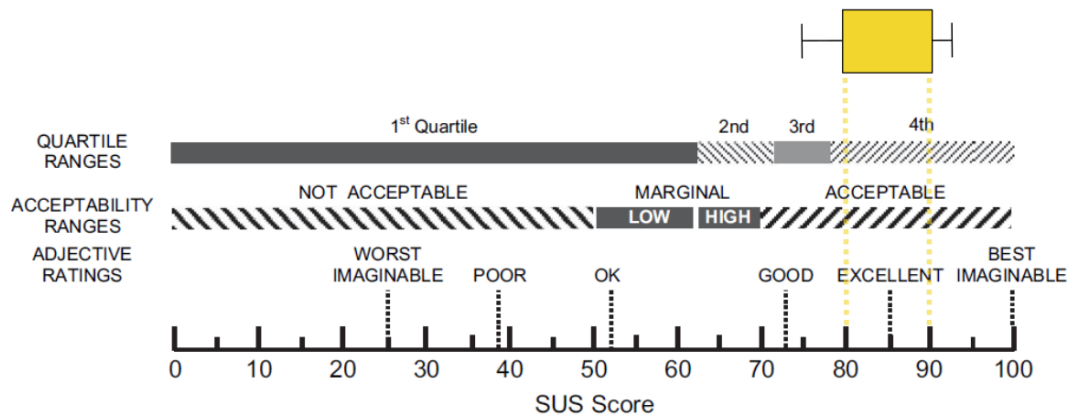 1st Quartile 2nd 3rd 4th
QUARTILE
RANGES
NOT ACCEPTABLE MARGINAL ACCEPTABLE
ACCEPTABILITY
RANGES
LOW HIGH
ADJECTIVE
RATINGS
WORST
IMAGINABLE
POOR
OK
GOOD
EXCELLENT
BEST
IMAGINABLE
0 10 20 30 40 50 60 70 80 90 100
SUS Score